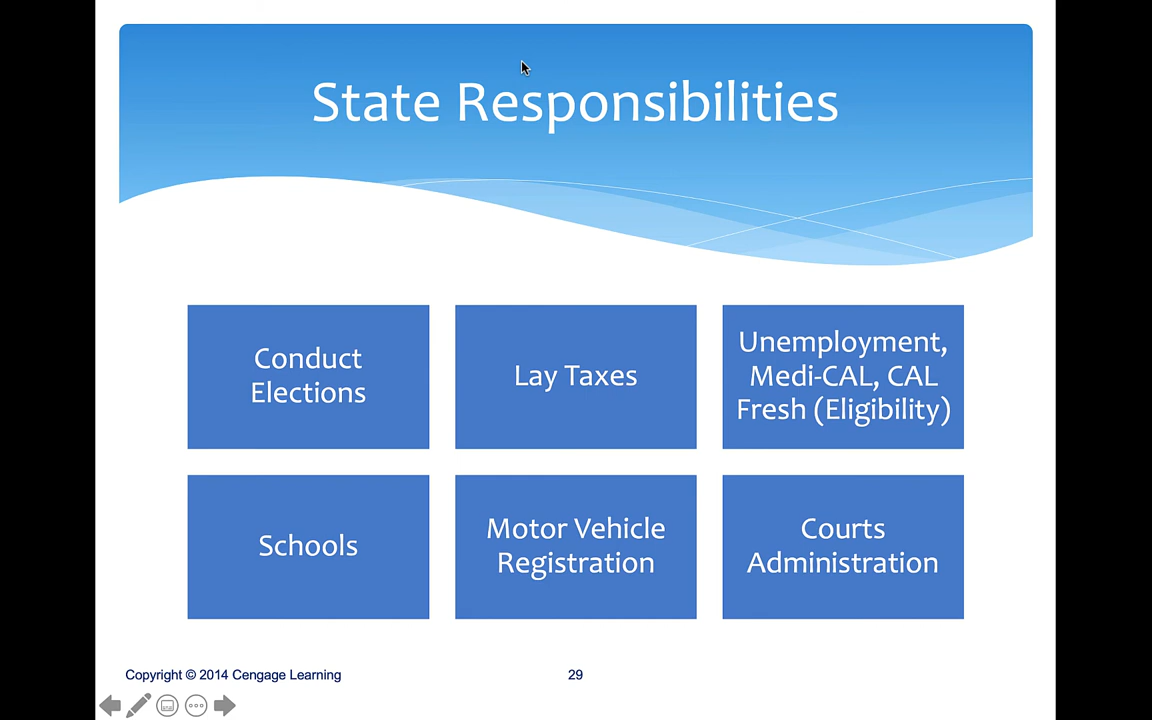 State Responsibilities
Conduct
Elections
Lay Taxes
Unemployment,
Medi-CAL, CAL
Fresh (Eligibility)
Schools
Motor Vehicle
Registration
Courts
Administration
Copyright © 2014 Cengage Learning
29